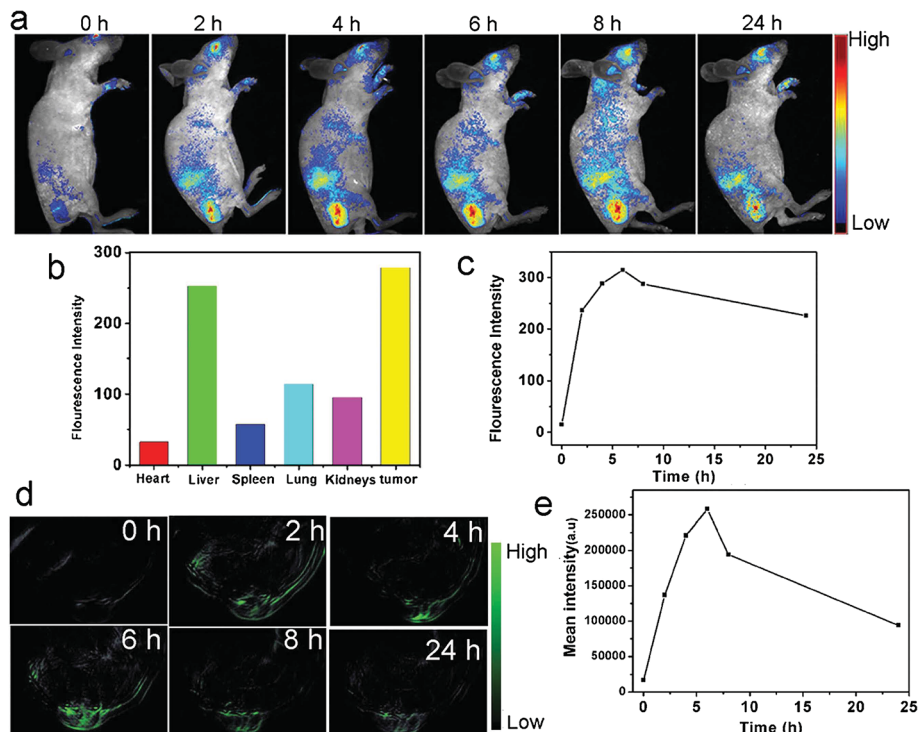 a
0 h 2 h 4 h 6 h 8 h 24 h
High
Low
b
Flourescence Intensity
300
200
100
0
Heart Liver Spleen Lung Kidneys tumor
c
Flourescence Intensity
300
200
100
0
0 5 10 15 20 25
Time (h)
d
0 h 2 h 4 h
6 h 8 h 24 h
High
Low
e
Mean intensity(a.u)
250000
200000
150000
100000
50000
0
0 5 10 15 20 25
Time (h)